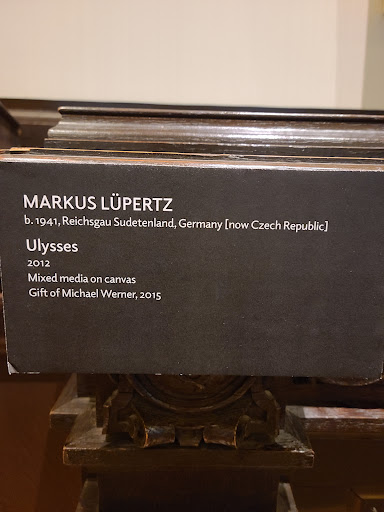 MARKUS LÜPERTZ
b. 1941, Reichsgau Sudetenland, Germany [now Czech Republic]
Ulysses
2012
Mixed media on canvas
Gift of Michael Werner, 2015